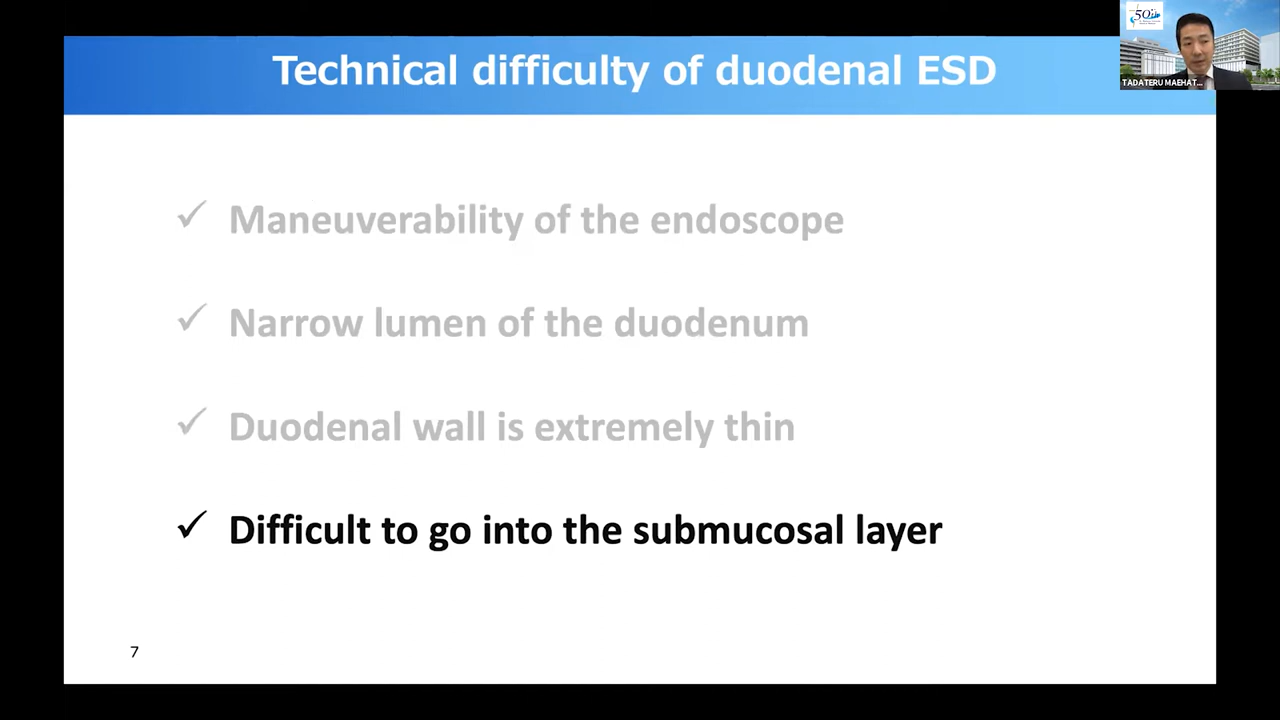 Technical difficulty of duodenal ESD
50th
TADATERU MAEHAT...
✓ Maneuverability of the endoscope
✓ Narrow lumen of the duodenum
✓ Duodenal wall is extremely thin
✓ Difficult to go into the submucosal layer
7